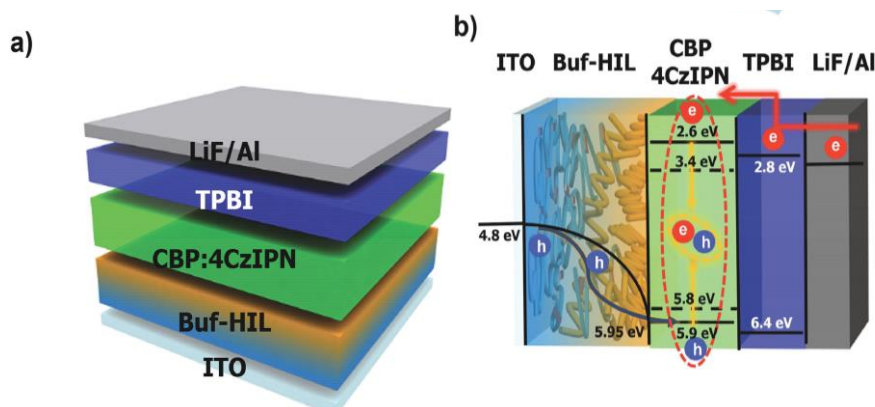 a)
LiF/Al
TPBI
CBP:4CzIPN
Buf-HIL
ITO
b)
ITO Buf-HIL CBP 4CzIPN TPBI LiF/Al
e
2.6 eV
e
e
3.4 eV
2.8 eV
4.8 eV
h
h
e
h
5.8 eV
5.95 eV
5.9 eV
6.4 eV
h